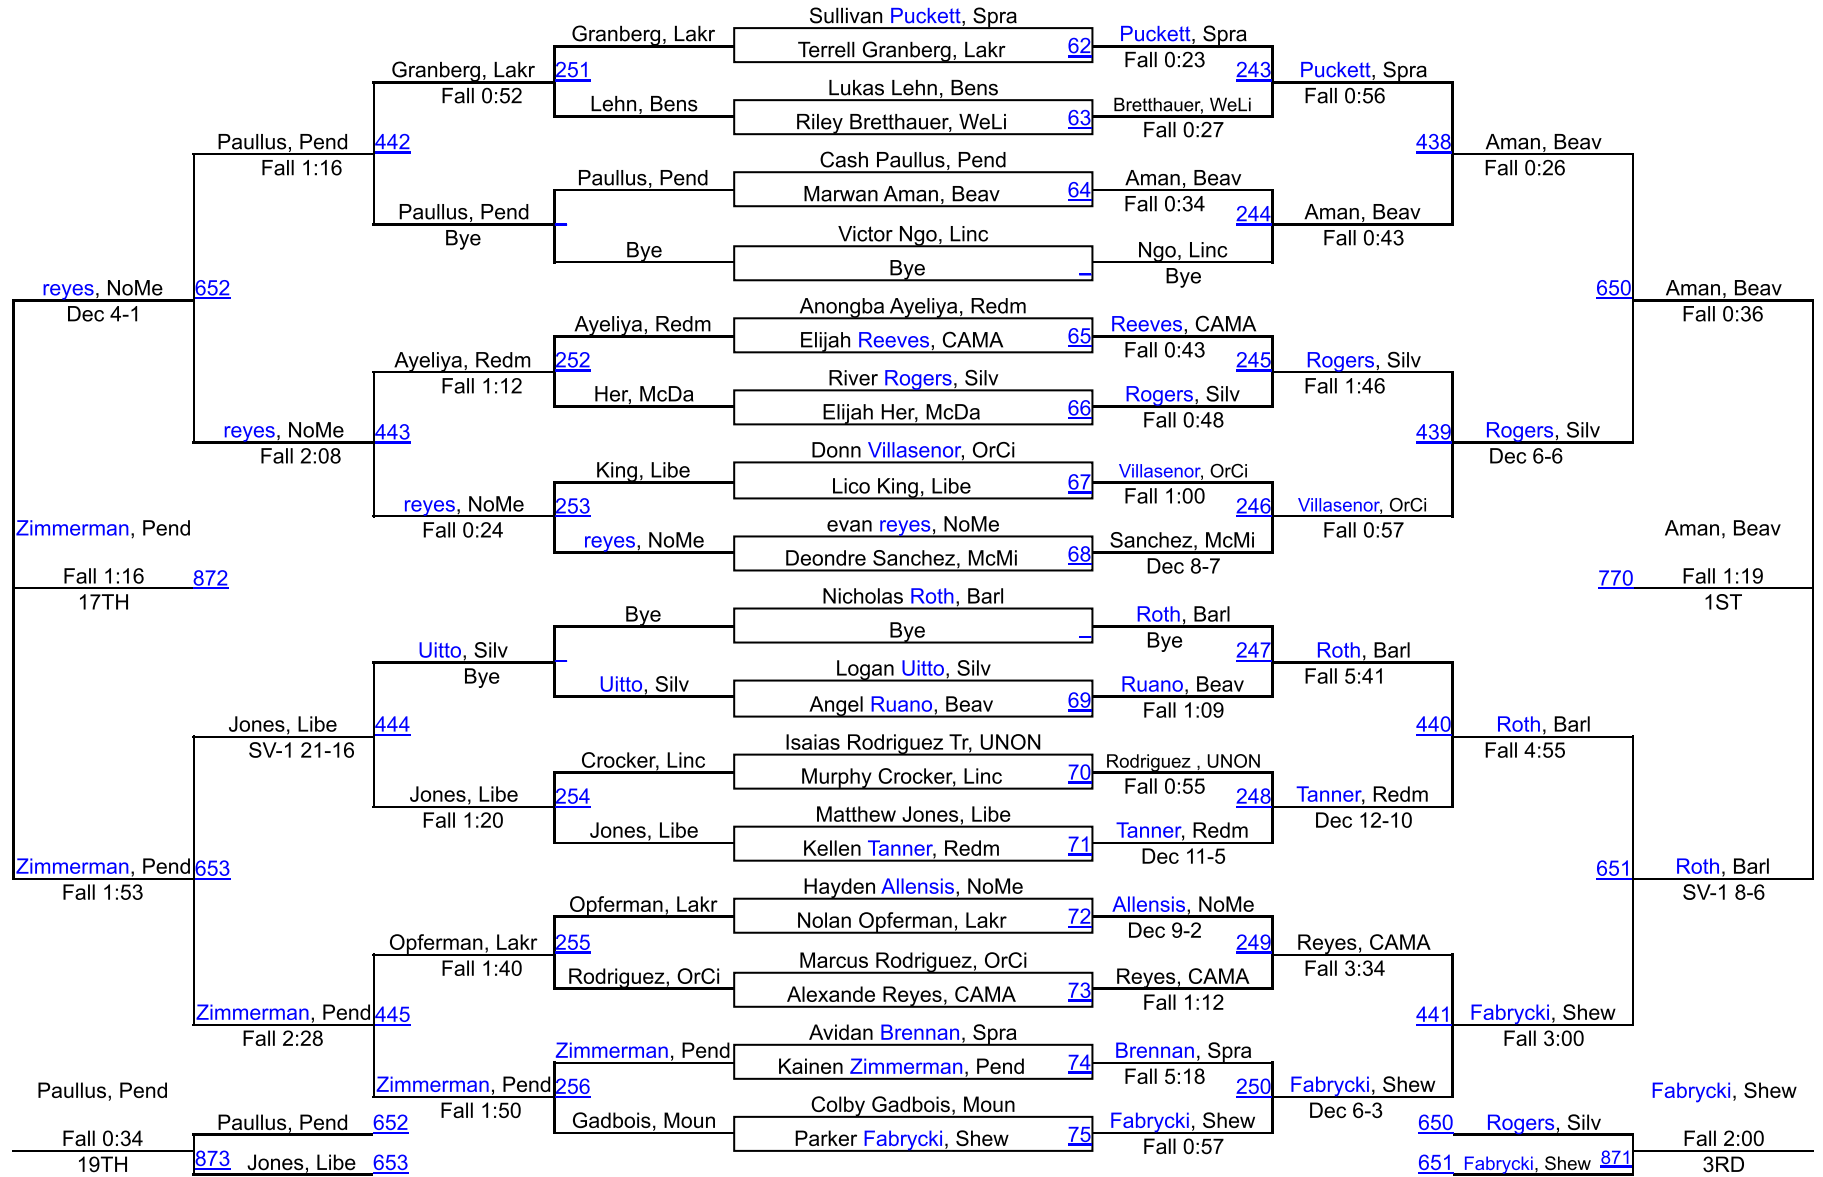 Sullivan Puckett, Spra
Granberg, Lakr
Terrell Granberg, Lakr
62
Puckett, Spra
Fall 0:23
Granberg, Lakr
251
243
Puckett, Spra
Fall 0:52
Fall 0:56
Lukas Lehn, Bens
Lehn, Bens
Riley Bretthauer, WeLi
63
Bretthauer, WeLi
Fall 0:27
Paullus, Pend
442
438
Aman, Beav
Fall 1:16
Fall 0:26
Cash Paullus, Pend
Paullus, Pend
Marwan Aman, Beav
64
Aman, Beav
Fall 0:34
Paullus, Pend
244
Aman, Beav
Bye
Fall 0:43
Victor Ngo, Linc
Bye
Bye
Ngo, Linc
Bye
reyes, NoMe
652
650
Aman, Beav
Dec 4-1
Fall 0:36
Anongba Ayeliya, Redm
Ayeliya, Redm
Elijah Reeves, CAMA
65
Reeves, CAMA
Fall 0:43
Ayeliya, Redm
252
245
Rogers, Silv
Fall 1:12
Fall 1:46
River Rogers, Silv
Her, McDa
Elijah Her, McDa
66
Rogers, Silv
Fall 0:48
reyes, NoMe
443
439
Rogers, Silv
Fall 2:08
Dec 6-6
Donn Villasenor, OrCi
King, Libe
Lico King, Libe
67
Villasenor, OrCi
Fall 1:00
reyes, NoMe
253
246
Villasenor, OrCi
Fall 0:24
Fall 0:57
evan reyes, NoMe
reyes, NoMe
Deondre Sanchez, McMi
68
Sanchez, McMi
Dec 8-7
Zimmerman, Pend
Aman, Beav
Fall 1:16
872
770
Fall 1:19
17TH
1ST
Nicholas Roth, Barl
Bye
Bye
Roth, Barl
Bye
Uitto, Silv
247
Roth, Barl
Bye
Fall 5:41
Logan Uitto, Silv
Uitto, Silv
Angel Ruano, Beav
69
Ruano, Beav
Fall 1:09
Jones, Libe
444
440
Roth, Barl
SV-1 21-16
Fall 4:55
Isaias Rodriguez Tr, UNON
Crocker, Linc
Murphy Crocker, Linc
70
Rodriguez , UNON
Fall 0:55
Jones, Libe
254
248
Tanner, Redm
Fall 1:20
Dec 12-10
Matthew Jones, Libe
Jones, Libe
Kellen Tanner, Redm
71
Tanner, Redm
Dec 11-5
Zimmerman, Pend
653
651
Roth, Barl
Fall 1:53
SV-1 8-6
Hayden Allensis, NoMe
Opferman, Lakr
Nolan Opferman, Lakr
72
Allensis, NoMe
Dec 9-2
Opferman, Lakr
255
249
Reyes, CAMA
Fall 1:40
Fall 3:34
Marcus Rodriguez, OrCi
Rodriguez, OrCi
Alexande Reyes, CAMA
73
Reyes, CAMA
Fall 1:12
Zimmerman, Pend
445
441
Fabrycki, Shew
Fall 2:28
Fall 3:00
Avidan Brennan, Spra
Zimmerman, Pend
Kainen Zimmerman, Pend
74
Brennan, Spra
Fall 5:18
Zimmerman, Pend
256
250
Fabrycki, Shew
Fall 1:50
Dec 6-3
Colby Gadbois, Moun
Gadbois, Moun
Parker Fabrycki, Shew
75
Fabrycki, Shew
Fall 0:57
Paullus, Pend
Fabrycki, Shew
Paullus, Pend
652
650
Rogers, Silv
Fall 0:34
Fall 2:00
19TH
873
Jones, Libe
653
651
Fabrycki, Shew
871
3RD